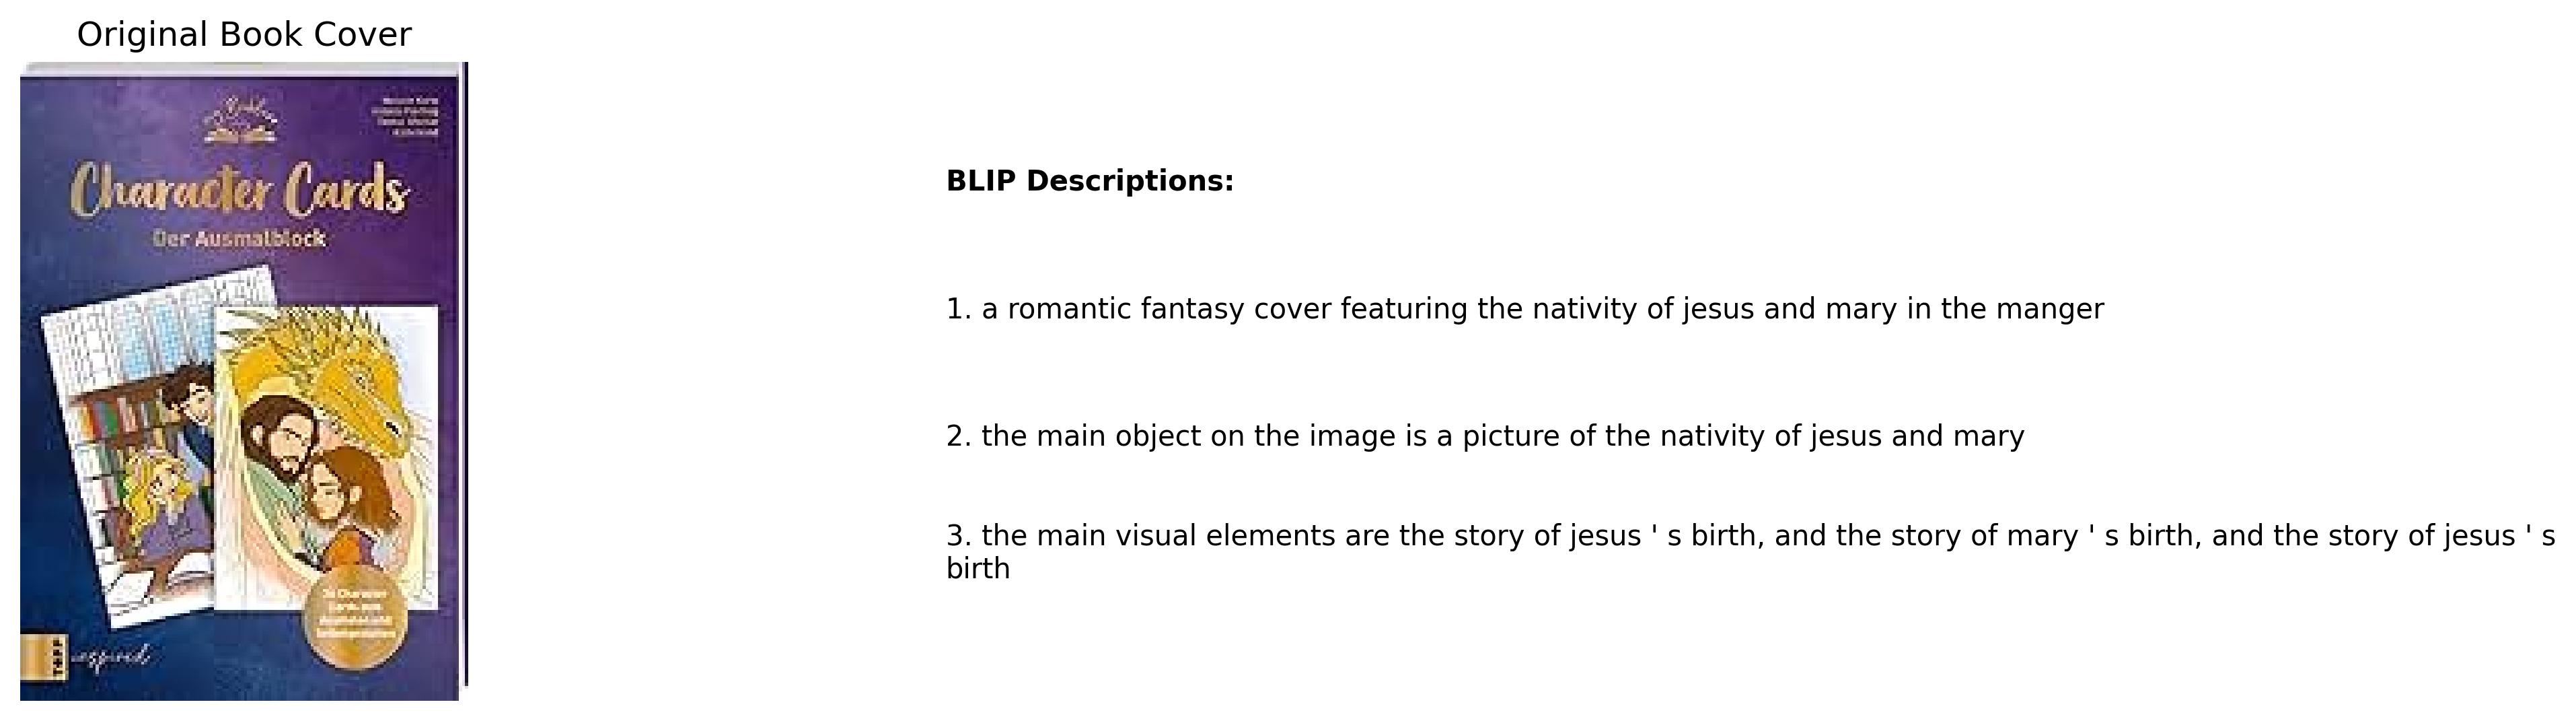 Original Book Cover
Character Cards
Der Ausmalblock
TOPP
inspired
BLIP Descriptions:
1. a romantic fantasy cover featuring the nativity of jesus and mary in the manger
2. the main object on the image is a picture of the nativity of jesus and mary
3. the main visual elements are the story of jesus ' s birth, and the story of mary ' s birth, and the story of jesus ' s
birth